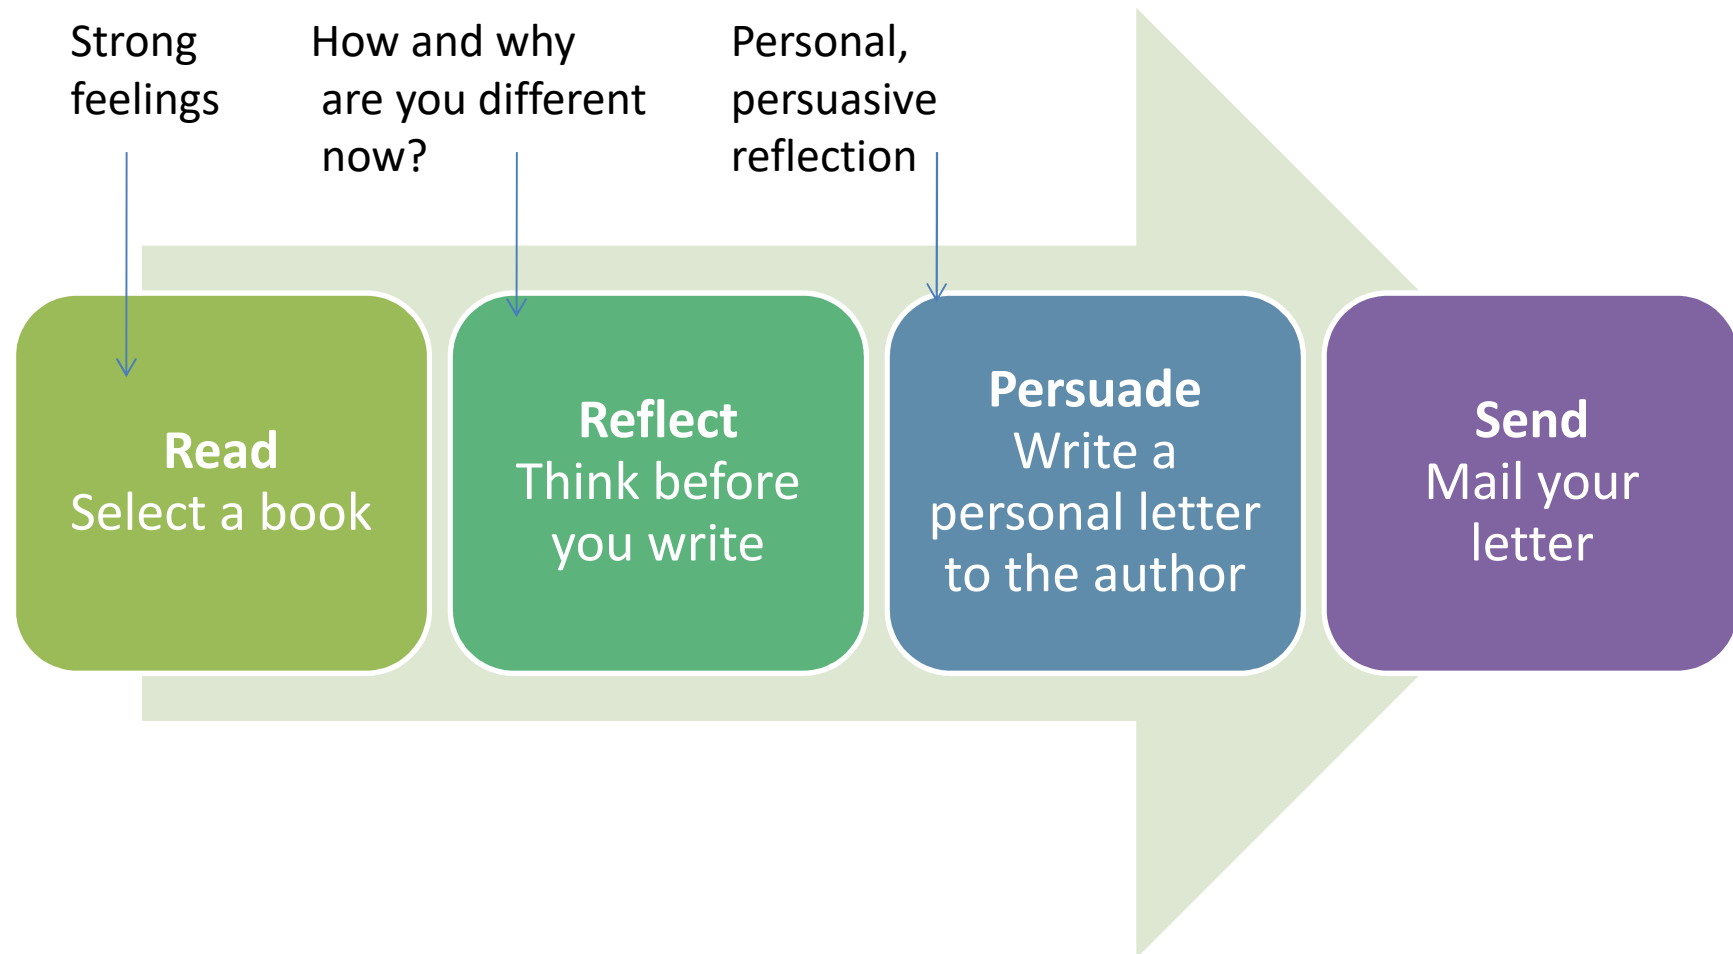 Strong
feelings
How and why
are you different
now?
Personal,
persuasive
reflection
Read
Select a book
Reflect
Think before
you write
Persuade
Write a
personal letter
to the author
Send
Mail your
letter